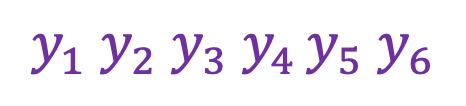 y₁ y₂ y₃ y₄ y₅ y₆